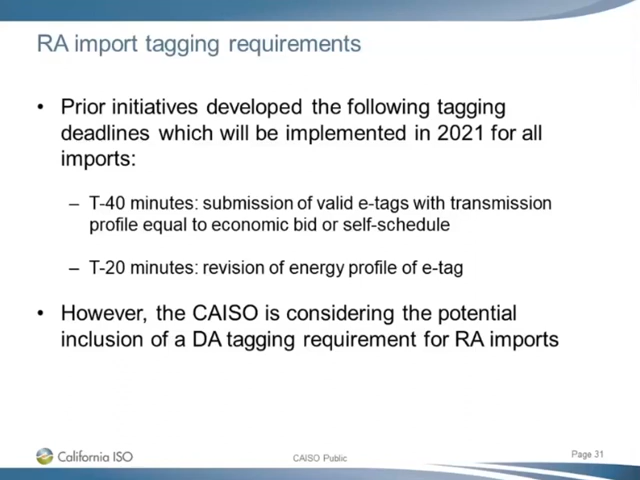 RA import tagging requirements
• Prior initiatives developed the following tagging
deadlines which will be implemented in 2021 for all
imports:
– T-40 minutes: submission of valid e-tags with transmission
profile equal to economic bid or self-schedule
– T-20 minutes: revision of energy profile of e-tag
• However, the CAISO is considering the potential
inclusion of a DA tagging requirement for RA imports
California ISO
CAISO Public
Page 31